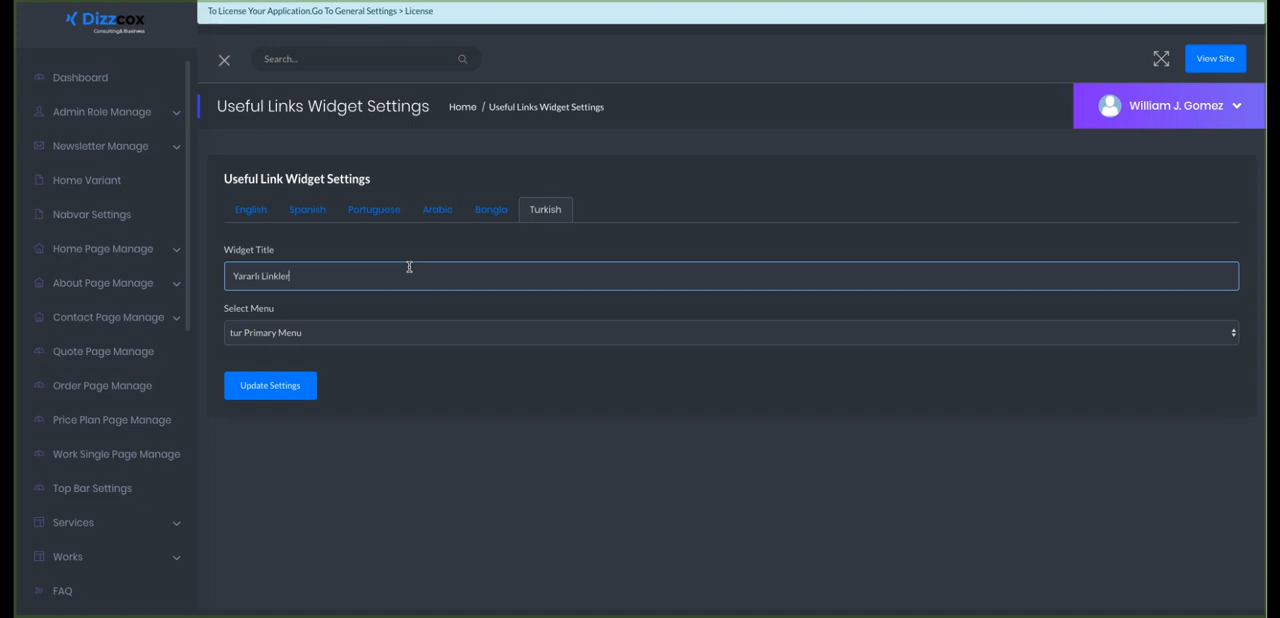 To License Your Application.Go To General Settings > License
Dizzcox
Consulting&Business
Search...
View Site
Useful Links Widget Settings
Home / Useful Links Widget Settings
William J. Gomez
Dashboard
Admin Role Manage
Newsletter Manage
Home Variant
Nabvar Settings
Home Page Manage
About Page Manage
Contact Page Manage
Quote Page Manage
Order Page Manage
Price Plan Page Manage
Work Single Page Manage
Top Bar Settings
Services
Works
FAQ
Useful Link Widget Settings
English Spanish Portuguese Arabic Bangla Turkish
Widget Title
Yararlı Linkler
Select Menu
tur Primary Menu
Update Settings